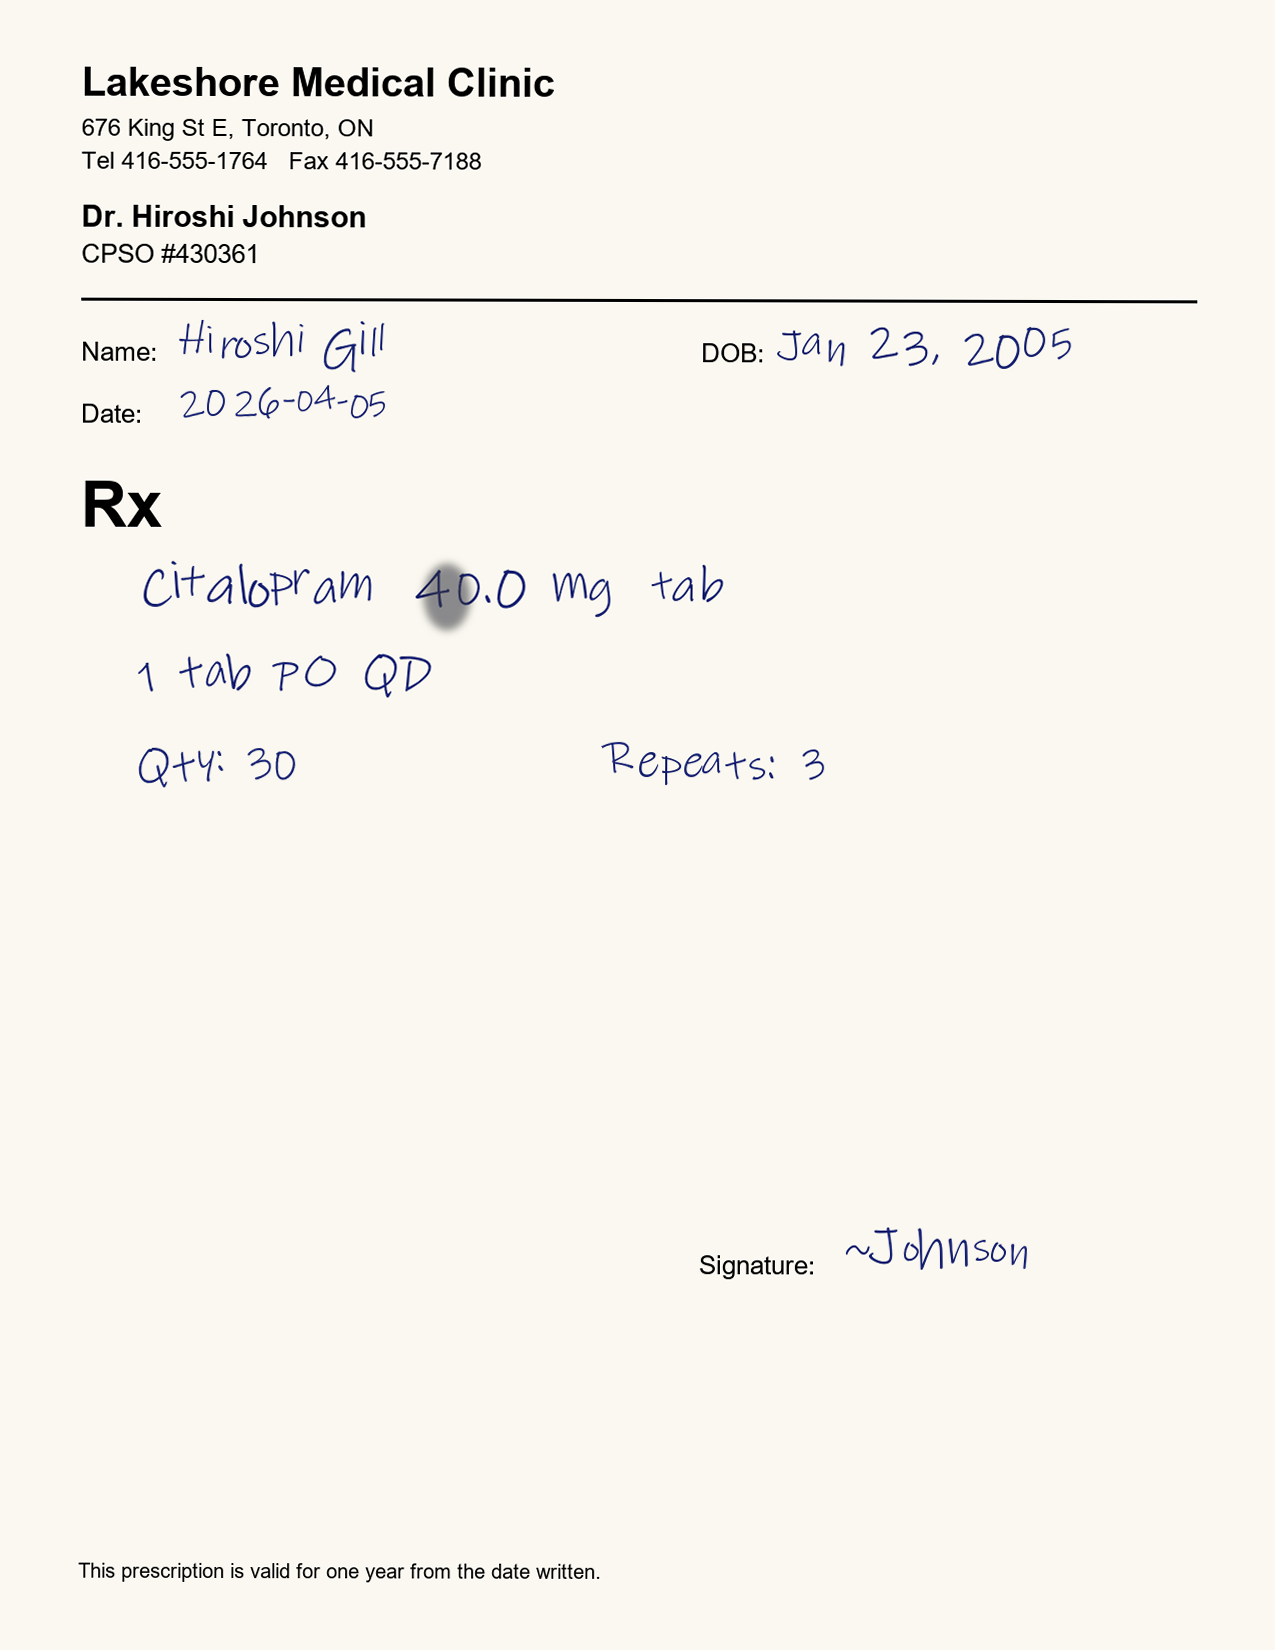 Lakeshore Medical Clinic
676 King St E, Toronto, ON
Tel 416-555-1764 Fax 416-555-7188
Dr. Hiroshi Johnson
CPSO #430361
Name: Hiroshi Gill DOB: Jan 23, 2005
Date: 2026-04-05
Rx
Citalopram 40.0 mg tab
1 tab PO QD
Qty: 30 Repeats: 3
Signature: ~Johnson
This prescription is valid for one year from the date written.